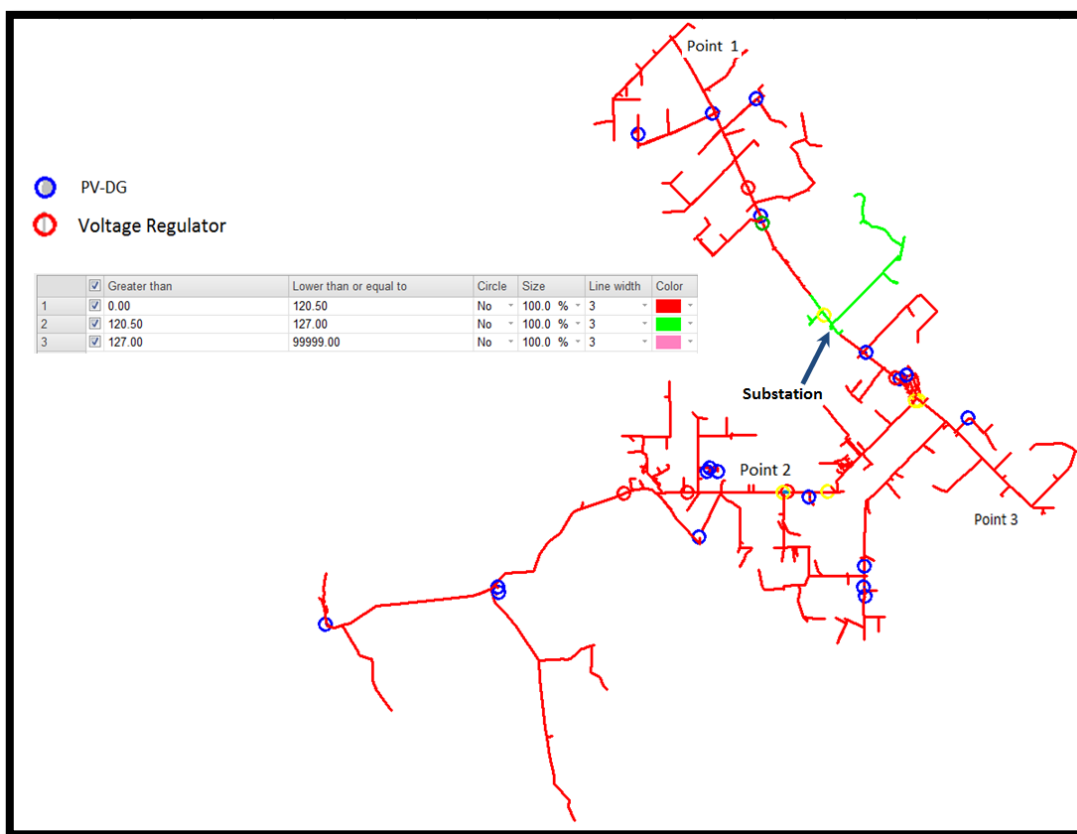 Point 1
PV-DG
Voltage Regulator
Greater than Lower than or equal to Circle Size Line width Color
1 0.00 120.50 No 100.0 % 3
2 120.50 127.00 No 100.0 % 3
3 127.00 99999.00 No 100.0 % 3
Substation
Point 2
Point 3